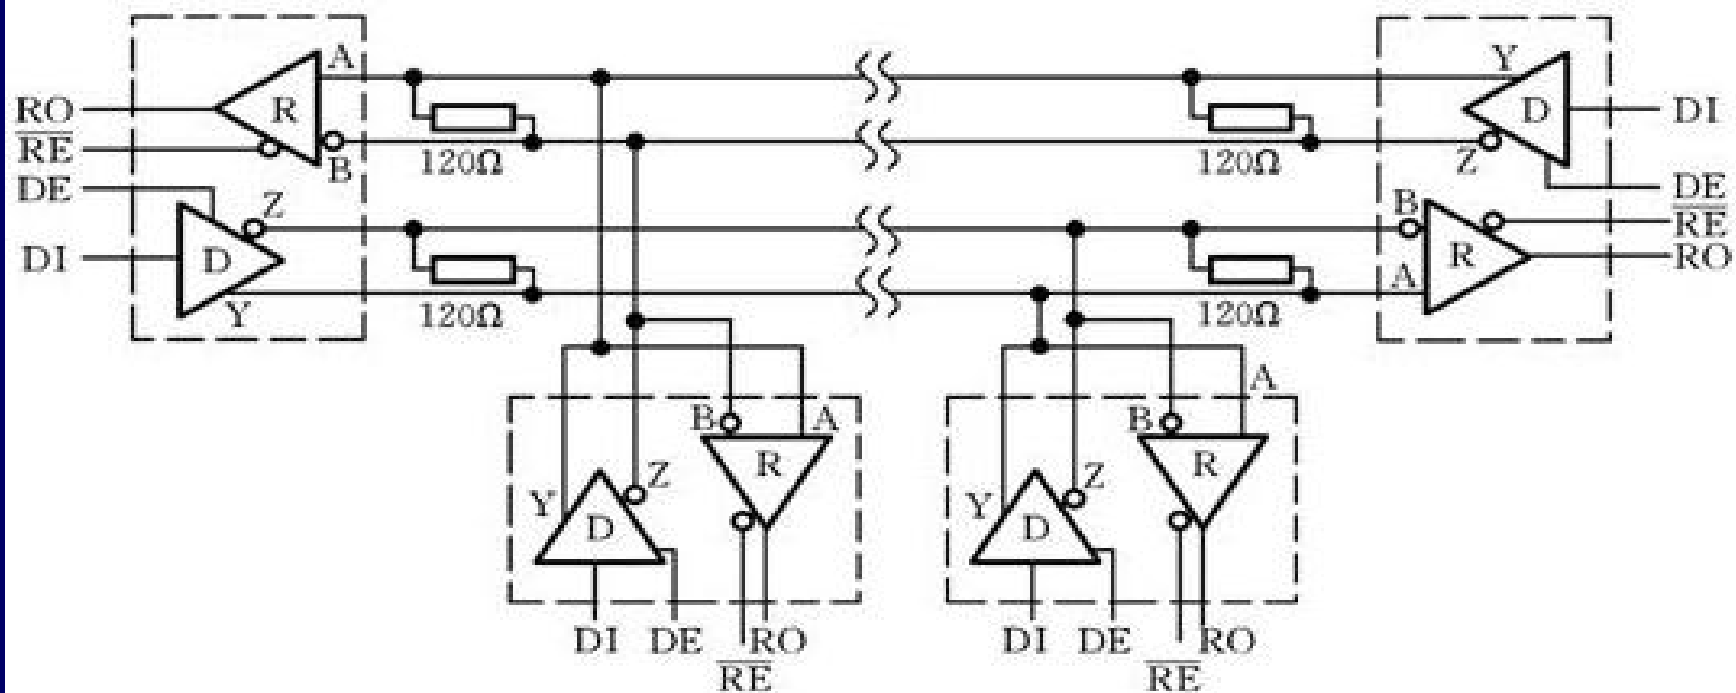 A Y
RO R D DI
RE 120Ω B 120Ω Z
DE Z B DE
RE
DI D R RO
Y A
120Ω 120Ω
A
B A B
Z R Z R
Y D Y D
DI DE RO DI DE RO
RE RE